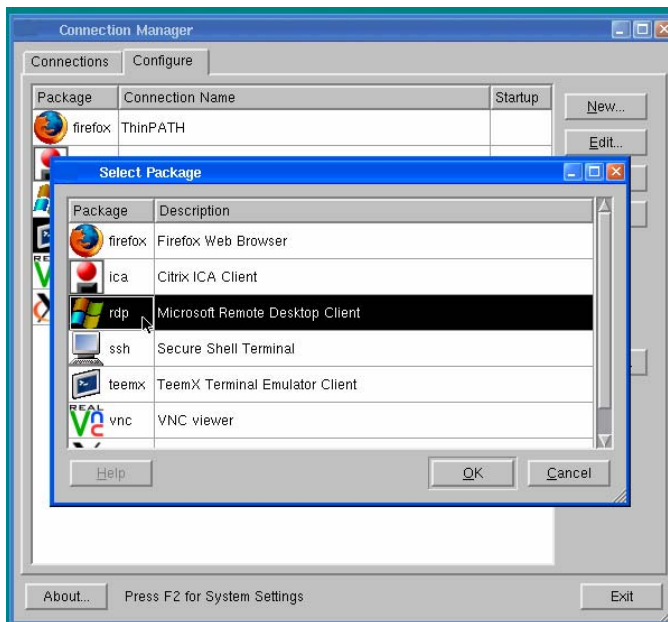 Connection Manager
Connections Configure
Package Connection Name Startup
New...
firefox ThinPATH
Edit...
Select Package
Package Description
firefox Firefox Web Browser
ica Citrix ICA Client
rdp Microsoft Remote Desktop Client
ssh Secure Shell Terminal
teemx TeemX Terminal Emulator Client
REAL
vnc VNC viewer
Help OK Cancel
About... Press F2 for System Settings Exit